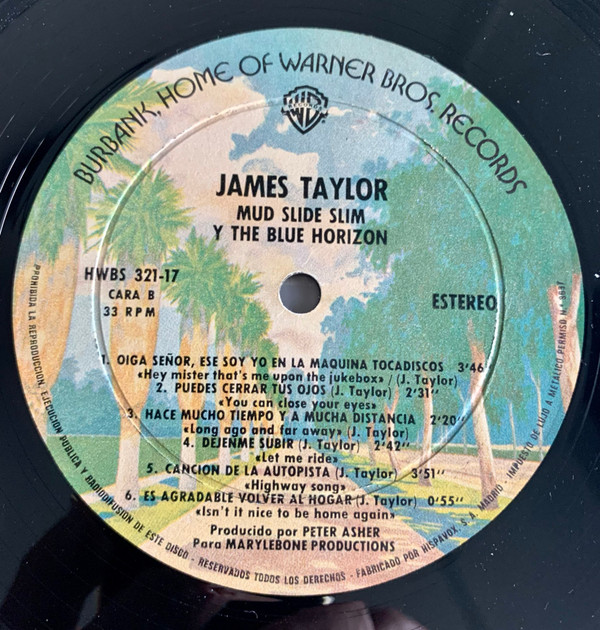 BURBANK, HOME OF WARNER BROS. RECORDS
WB
RECORDS
JAMES TAYLOR
MUD SLIDE SLIM
Y THE BLUE HORIZON
HWBS 321-17
CARA B
33 RPM
ESTEREO
1. OIGA SEÑOR, ESE SOY YO EN LA MAQUINA TOCADISCOS 3'46''
«Hey mister that's me upon the jukebox» / (J. Taylor)
2. PUEDES CERRAR TUS OJOS (J. Taylor) 2'31''
«You can close your eyes»
3. HACE MUCHO TIEMPO Y A MUCHA DISTANCIA 2'20''
«Long ago and far away» (J. Taylor)
4. DEJENME SUBIR (J. Taylor) 2'42''
«Let me ride»
5. CANCION DE LA AUTOPISTA (J. Taylor) 3'51''
«Highway song»
6. ES AGRADABLE VOLVER AL HOGAR (J. Taylor) 0'55''
«Isn't it nice to be home again»
Producido por PETER ASHER
Para MARYLEBONE PRODUCTIONS
PROHIBIDA LA REPRODUCCION, EJECUCION PUBLICA Y RADIODIFUSION DE ESTE DISCO - RESERVADOS TODOS LOS DERECHOS - FABRICADO POR HISPAVOX, S. A. MADRID - IMPUESTO DE LUJO A METALICO, PERMISO N.º